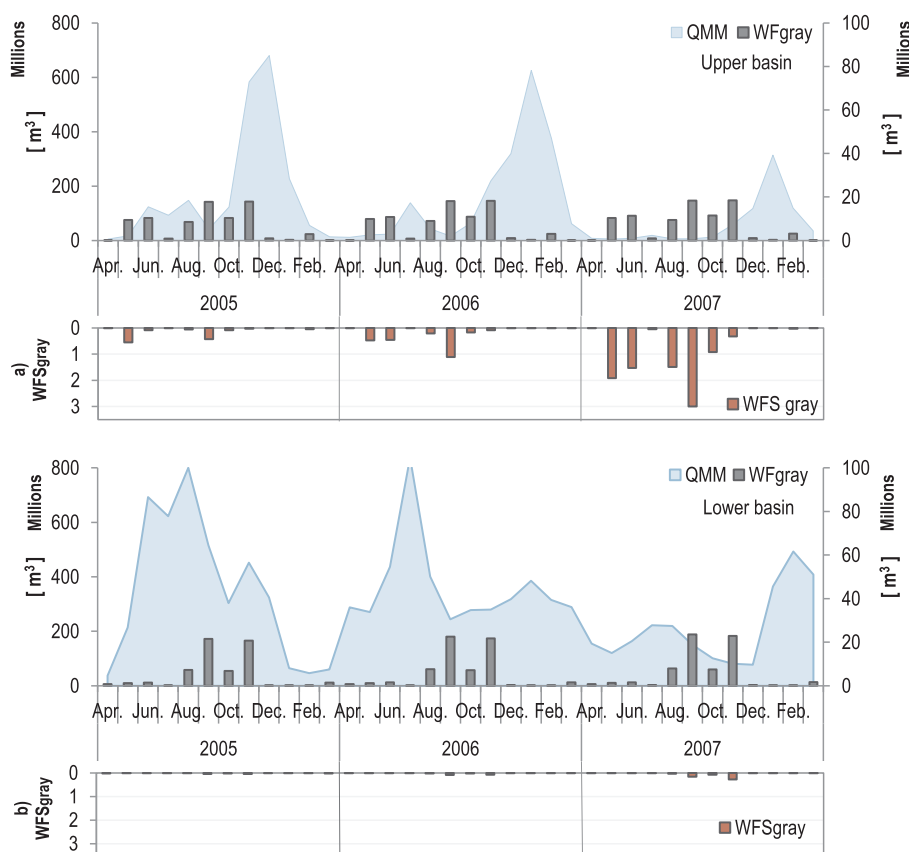 800 100
Millions Millions
QMM WFgray
Upper basin
600 80
60
[ m³ ] [ m³ ]
400
40
200 20
0 0
Apr. Jun. Aug. Oct. Dec. Feb. Apr. Jun. Aug. Oct. Dec. Feb. Apr. Jun. Aug. Oct. Dec. Feb.
2005 2006 2007
a)
WFSgray
0
1
2
3
WFS gray
800 100
Millions Millions
QMM WFgray
Lower basin
600 80
60
[ m³ ] [ m³ ]
400
40
200 20
0 0
Apr. Jun. Aug. Oct. Dec. Feb. Apr. Jun. Aug. Oct. Dec. Feb. Apr. Jun. Aug. Oct. Dec. Feb.
2005 2006 2007
b)
WFSgray
0
1
2
3
WFSgray